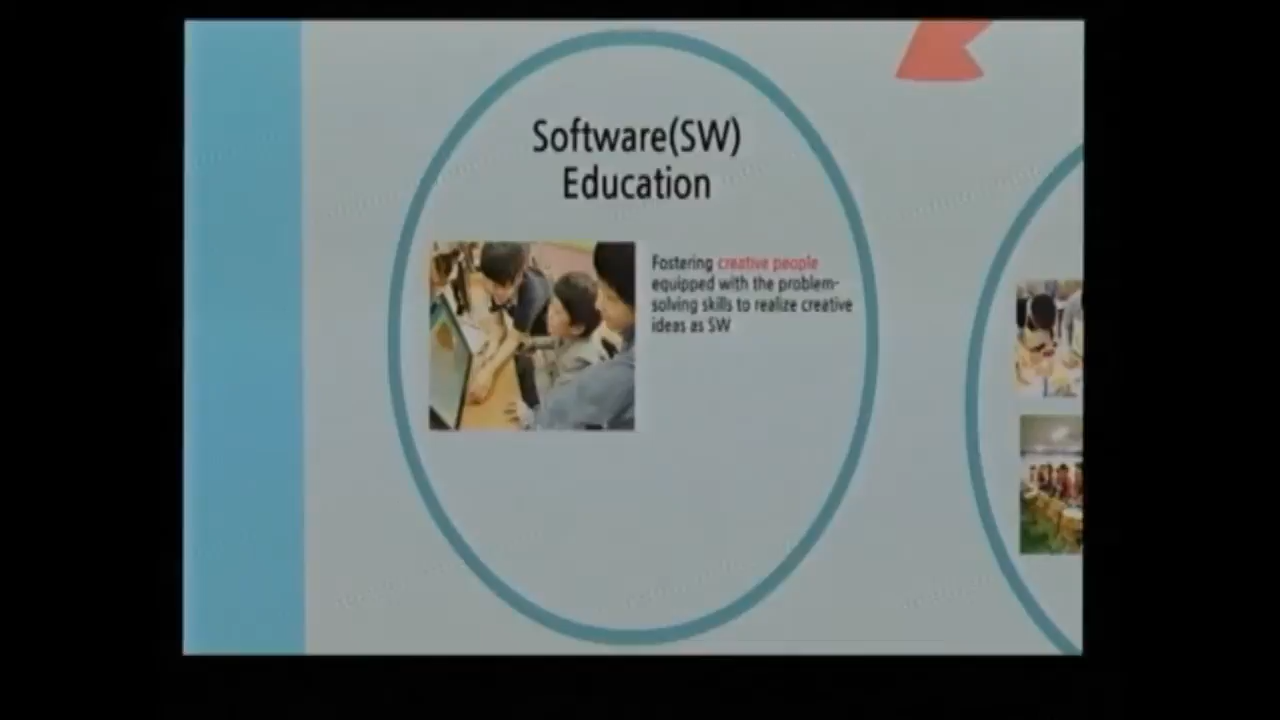 Software(SW)
Education
Fostering creative people
equipped with the problem-
solving skills to realize creative
ideas as SW